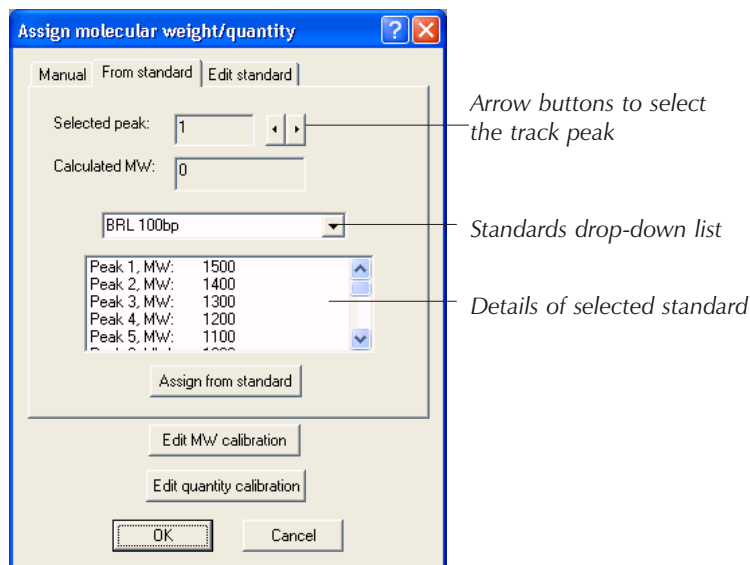 Assign molecular weight/quantity
Manual From standard Edit standard
Selected peak: 1
Arrow buttons to select
the track peak
Calculated MW: 0
BRL 100bp
Standards drop-down list
Peak 1, MW: 1500
Peak 2, MW: 1400
Peak 3, MW: 1300
Details of selected standard
Peak 4, MW: 1200
Peak 5, MW: 1100
Assign from standard
Edit MW calibration
Edit quantity calibration
OK Cancel